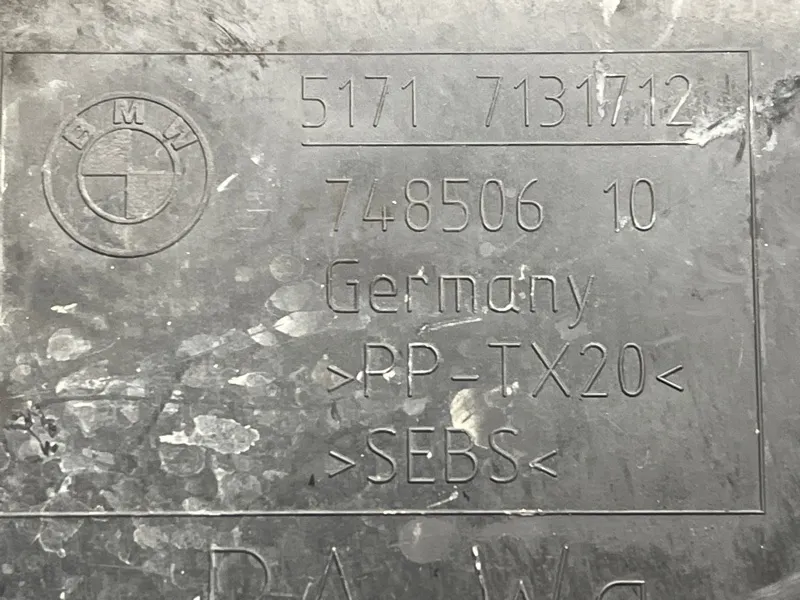 BMW
5171 7131712
748506 10
Germany
>PP-TX20<
>SEBS<